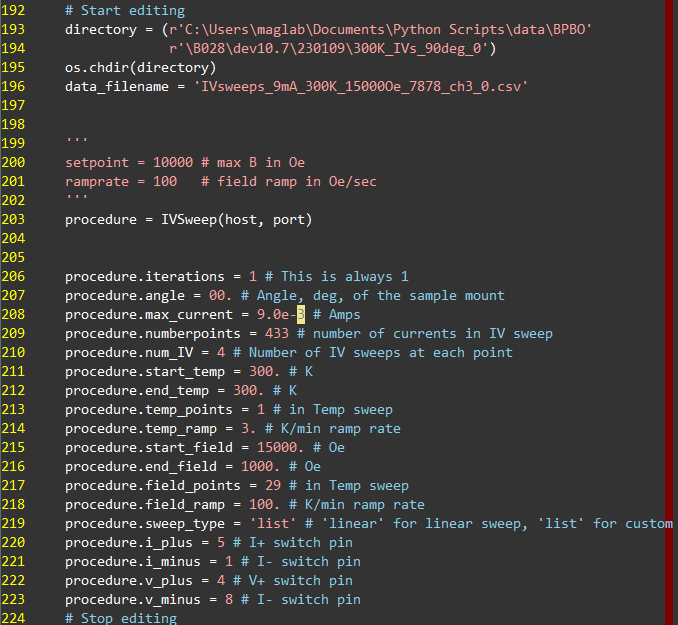 192 # Start editing
193 directory = (r'C:\Users\maglab\Documents\Python Scripts\data\BPBO'
194 r'\B028\dev10.7\230109\300K_IVs_90deg_0')
195 os.chdir(directory)
196 data_filename = 'IVsweeps_9mA_300K_15000Oe_7878_ch3_0.csv'
197
198
199 '''
200 setpoint = 10000 # max B in Oe
201 ramprate = 100 # field ramp in Oe/sec
202 '''
203 procedure = IVSweep(host, port)
204
205
206 procedure.iterations = 1 # This is always 1
207 procedure.angle = 00. # Angle, deg, of the sample mount
208 procedure.max_current = 9.0e-3 # Amps
209 procedure.numberpoints = 433 # number of currents in IV sweep
210 procedure.num_IV = 4 # Number of IV sweeps at each point
211 procedure.start_temp = 300. # K
212 procedure.end_temp = 300. # K
213 procedure.temp_points = 1 # in Temp sweep
214 procedure.temp_ramp = 3. # K/min ramp rate
215 procedure.start_field = 15000. # Oe
216 procedure.end_field = 1000. # Oe
217 procedure.field_points = 29 # in Temp sweep
218 procedure.field_ramp = 100. # K/min ramp rate
219 procedure.sweep_type = 'list' # 'linear' for linear sweep, 'list' for custom
220 procedure.i_plus = 5 # I+ switch pin
221 procedure.i_minus = 1 # I- switch pin
222 procedure.v_plus = 4 # V+ switch pin
223 procedure.v_minus = 8 # I- switch pin
224 # Stop editing